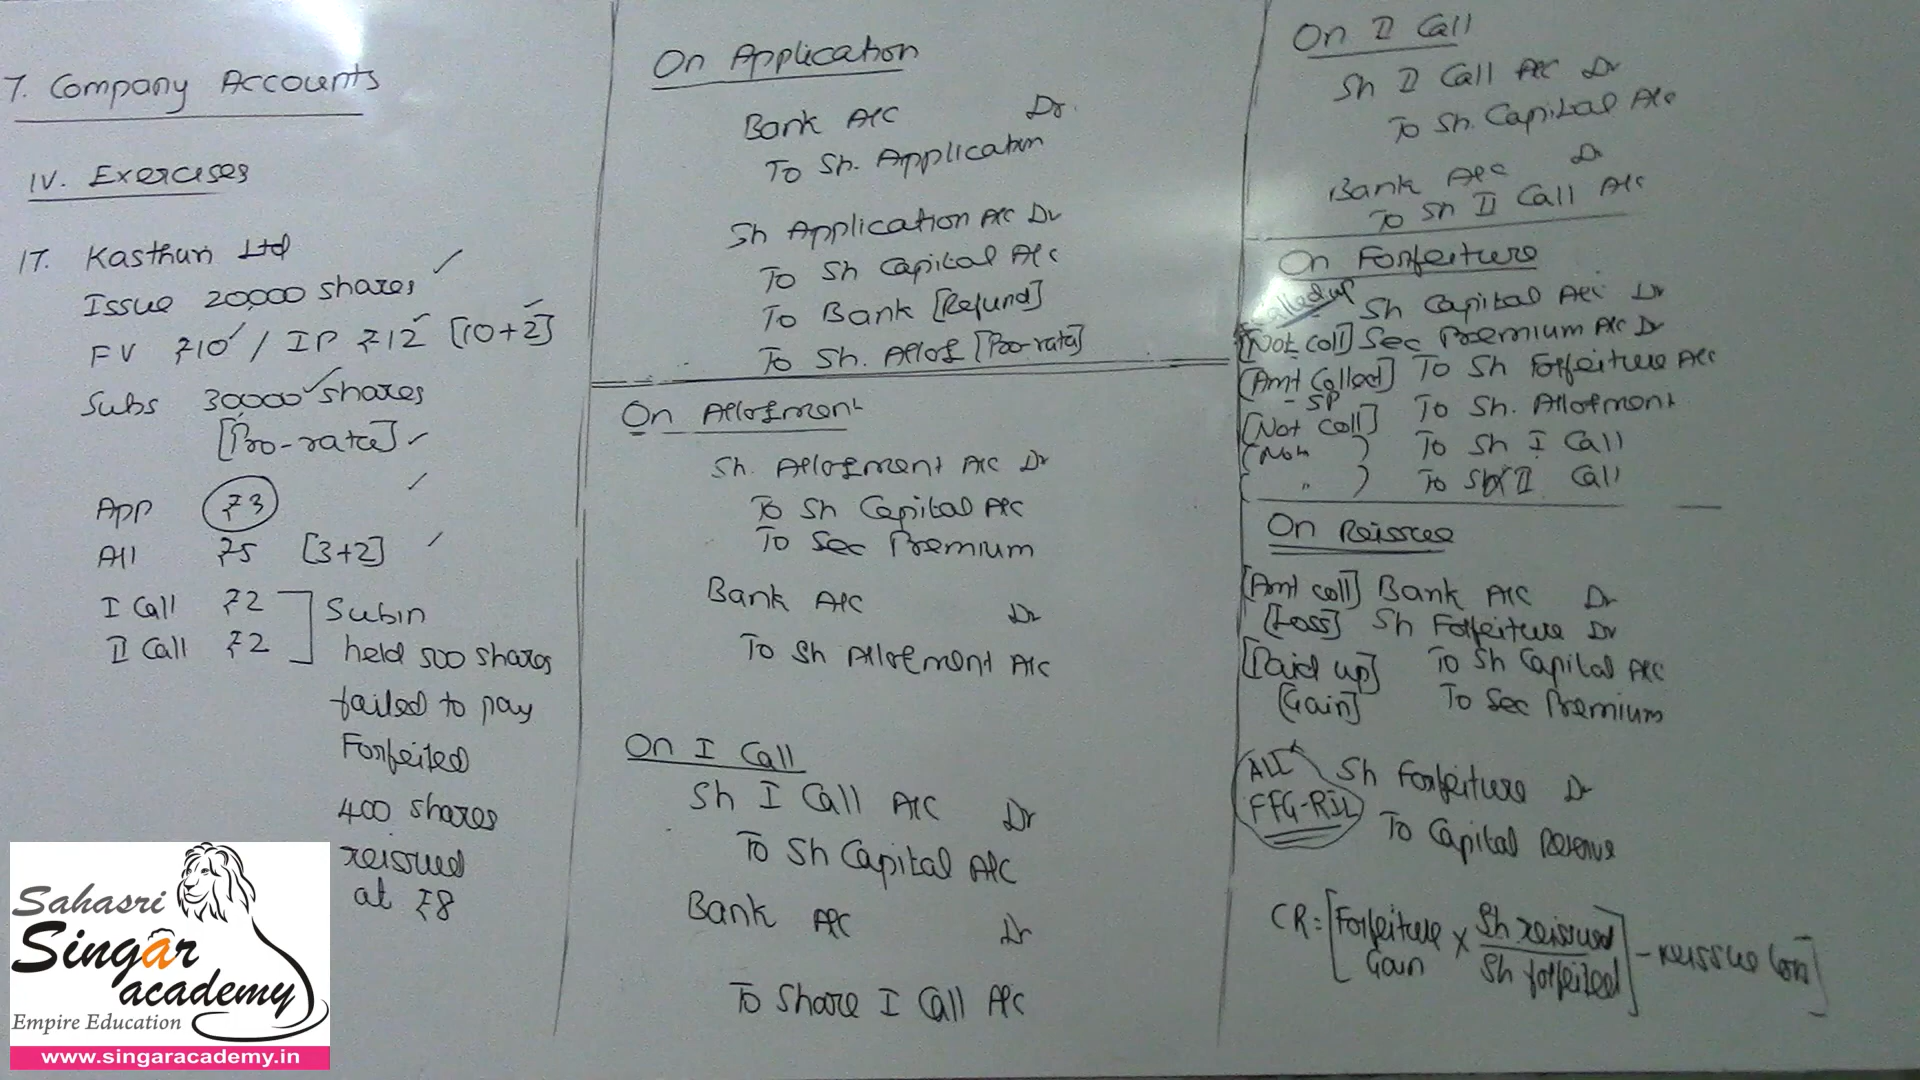 7. Company Accounts
IV. Exercises
17. Kasthuri Ltd
Issue 20,000 shares ✓
FV ₹10 ✓ / IP ₹12 ✓ [10+2]
Subs 30,000 ✓ shares
[Pro-rata] ✓
App ₹3 ✓
All ₹5 [3+2] ✓
I Call ₹2
II Call ₹2
Subin
held 500 shares
failed to pay
Forfeited
400 shares
reissued
at ₹8
Sahasri
Singar
academy
Empire Education
www.singaracademy.in
On Application
Bank A/C Dr.
To Sh. Application
Sh Application A/C Dr
To Sh Capital A/C
To Bank [Refund]
To Sh. Allot [Pro-rata]
On Allotment
Sh. Allotment A/C Dr
To Sh Capital A/C
To Sec Premium
Bank A/C Dr
To Sh Allotment A/C
On I Call
Sh I Call A/C Dr
To Sh Capital A/C
Bank A/C Dr
To Share I Call A/C
On II Call
Sh II Call A/C Dr
To Sh. Capital A/C
Bank A/C Dr
To Sh II Call A/C
On Forfeiture
Called up Sh Capital A/C Dr
[Not Coll] Sec Premium A/C Dr
[Amt Collect] To Sh Forfeiture A/C
- SP
[Not Coll] To Sh. Allotment
( Non ) To Sh I Call
( " ) To Sh II Call
On Reissue
[Amt Coll] Bank A/C Dr
[Loss] Sh Forfeiture Dr
[Paid up] To Sh Capital A/C
[Gain] To Sec Premium
ALL Sh Forfeiture Dr
FFG-RIL To Capital Reserve
CR = [Forfeiture Gain × Sh reissued / Sh forfeited] - reissue loss]